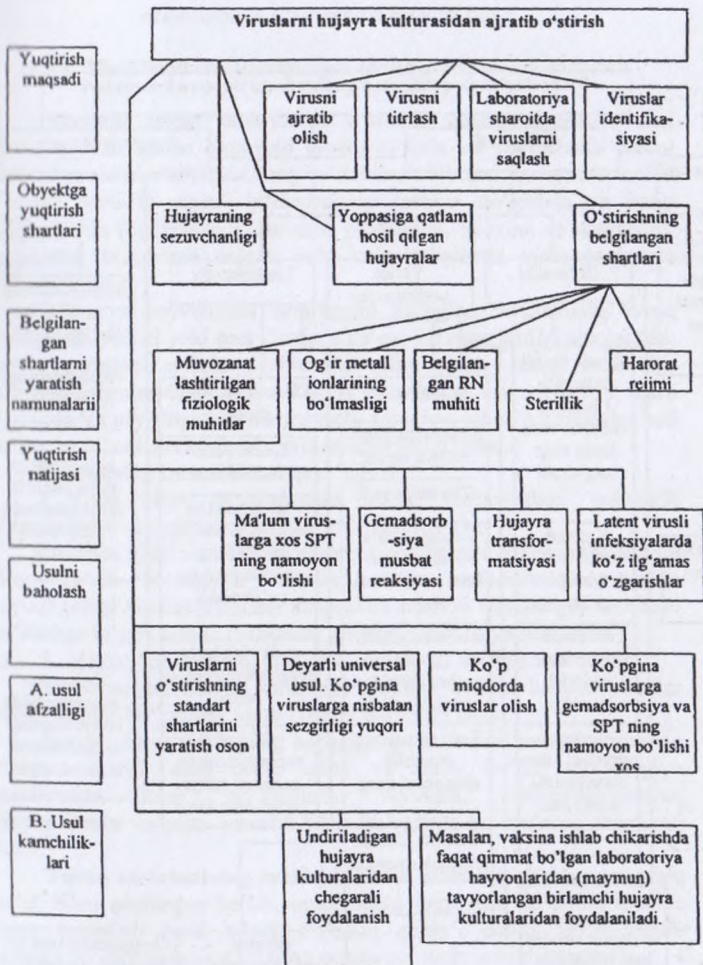 Viruslarni hujayra kulturasidan ajratib o‘stirish
Yuqtirish
maqsadi
Virusni
ajratib
olish
Virusni
titrlash
Laboratoriya
sharoitda
viruslarni
saqlash
Viruslar
identifika-
siyasi
Obyektga
yuqtirish
shartlari
Hujayraning
sezuvchanligi
Yoppasiga qatlam
hosil qilgan
hujayralar
O‘stirishning
belgilangan
shartlari
Belgilan-
gan
shartlarni
yaratish
namunalarii
Muvozanat
lashtirilgan
fiziologik
muhitlar
Og‘ir metall
ionlarining
bo‘lmasligi
Belgilan-
gan RN
muhiti
Sterillik
Harorat
rejimi
Yuqtirish
natijasi
Ma'lum virus-
larga xos SPT
ning namoyon
bo‘lishi
Gemadsorb
-siya
musbat
reaksiyasi
Hujayra
transfor-
matsiyasi
Latent virusli
infeksiyalarda
ko‘z ilg‘amas
o‘zgarishlar
Usulni
baholash
A. usul
afzalligi
Viruslarni
o‘stirishning
standart
shartlarini
yaratish oson
Deyarli universal
usul. Ko‘pgina
viruslarga nisbatan
sezgirligi yuqori
Ko‘p
miqdorda
viruslar olish
Ko‘pgina
viruslarga
gemadsorbsiya va
SPT ning
namoyon bo‘lishi
xos
B. Usul
kamchilik-
lari
Undiriladigan
hujayra
kulturalaridan
chegarali
foydalanish
Masalan, vaksina ishlab chikarishda
faqat qimmat bo‘lgan laboratoriya
hayvonlaridan (maymun)
tayyorlangan birlamchi hujayra
kulturalaridan foydalaniladi.